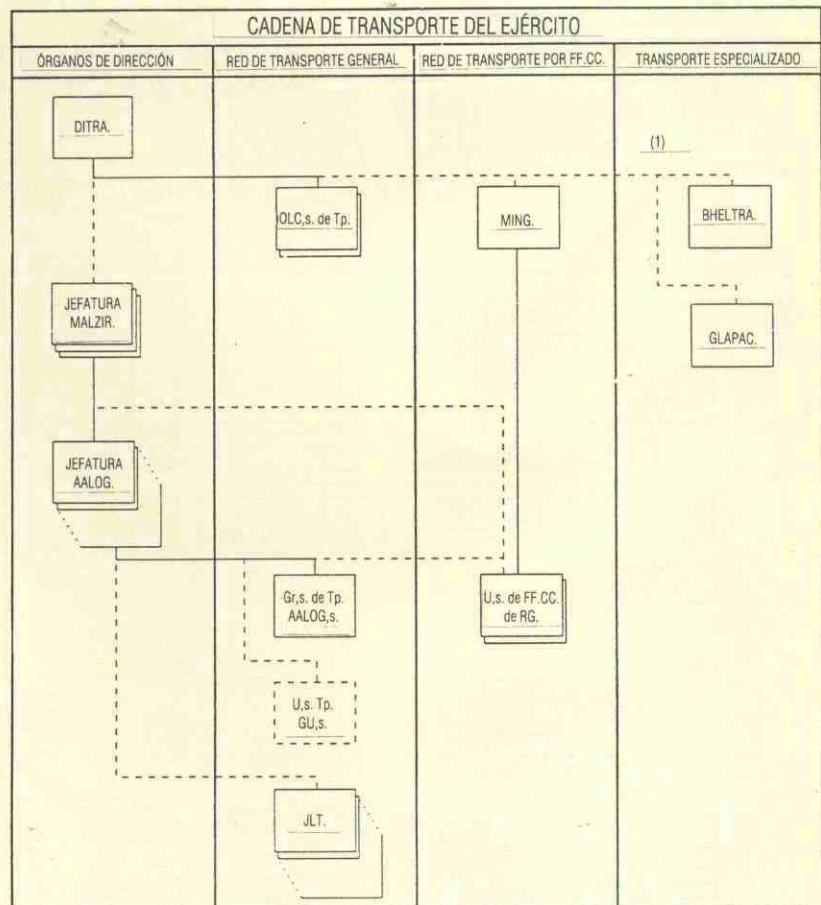 CADENA DE TRANSPORTE DEL EJÉRCITO
ÓRGANOS DE DIRECCIÓN
RED DE TRANSPORTE GENERAL
RED DE TRANSPORTE POR FF.CC.
TRANSPORTE ESPECIALIZADO
DITRA.
(1)
OLC,s. de Tp.
MING.
BHELTRA.
JEFATURA
MALZIR.
GLAPAC.
JEFATURA
AALOG.
Gr,s. de Tp.
AALOG,s.
U,s. de FF.CC.
de RG.
U,s. Tp.
GU,s.
JLT.